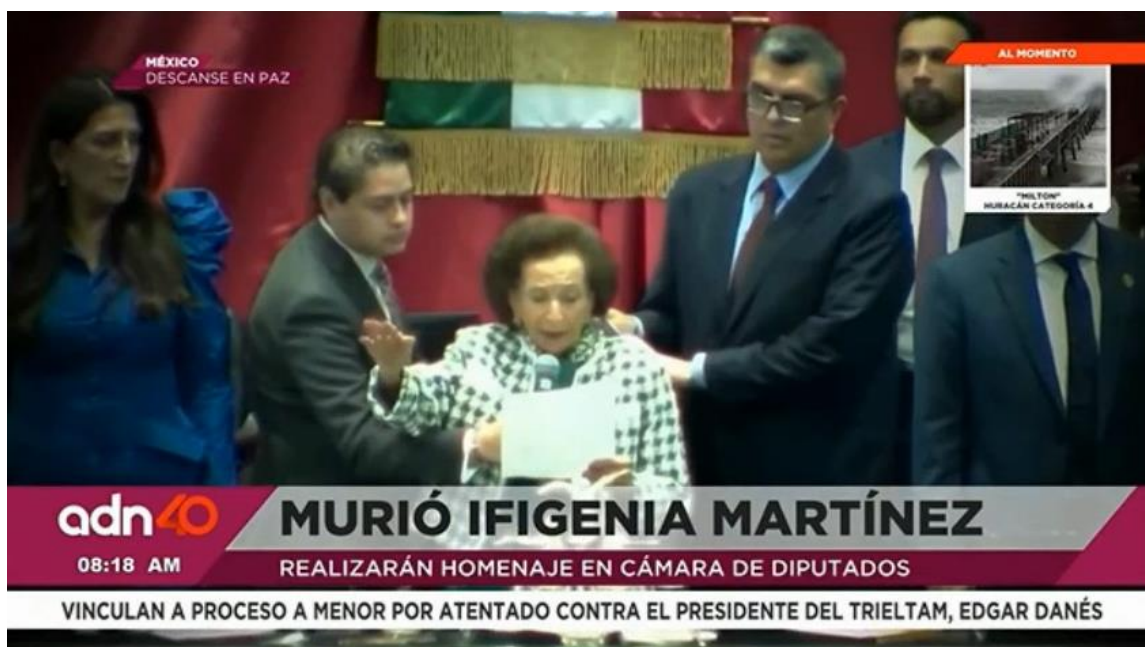 MÉXICO
DESCANSE EN PAZ
AL MOMENTO
"MILTON"
HURACÁN CATEGORÍA 4
adn40
MURIÓ IFIGENIA MARTÍNEZ
08:18 AM
REALIZARÁN HOMENAJE EN CÁMARA DE DIPUTADOS
VINCULAN A PROCESO A MENOR POR ATENTADO CONTRA EL PRESIDENTE DEL TRIELTAM, EDGAR DANÉS